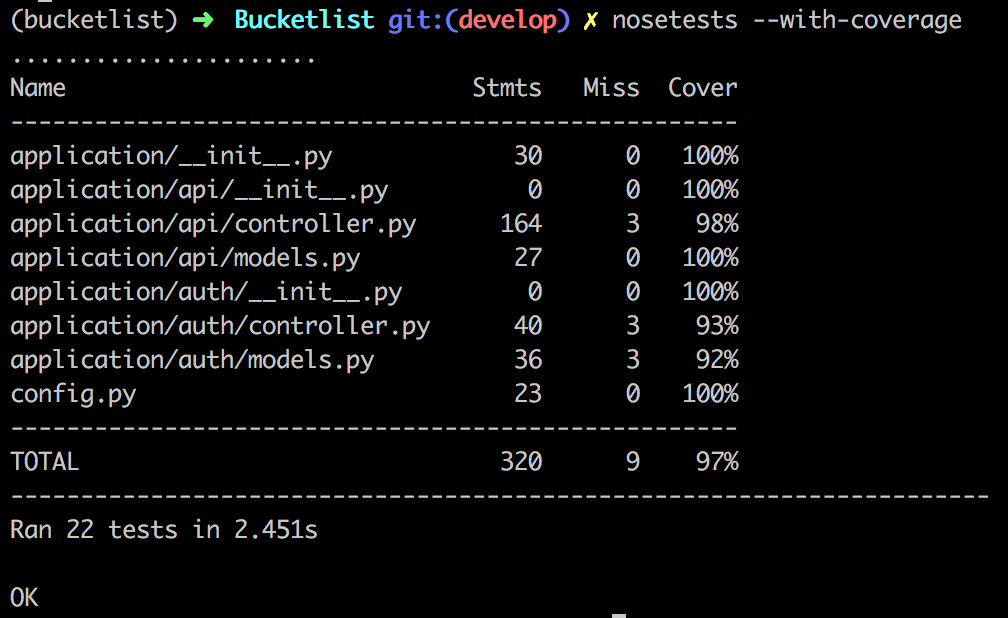 (bucketlist) ➜  Bucketlist git:(develop) ✗ nosetests --with-coverage
......................
Name                             Stmts   Miss  Cover
----------------------------------------------------
application/__init__.py             30      0   100%
application/api/__init__.py          0      0   100%
application/api/controller.py      164      3    98%
application/api/models.py           27      0   100%
application/auth/__init__.py         0      0   100%
application/auth/controller.py      40      3    93%
application/auth/models.py          36      3    92%
config.py                           23      0   100%
----------------------------------------------------
TOTAL                              320      9    97%
----------------------------------------------------------------------
Ran 22 tests in 2.451s

OK